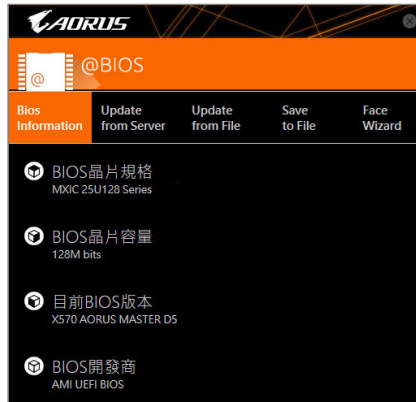 AORUS
@
@BIOS
Bios Information
Update from Server
Update from File
Save to File
Face Wizard
BIOS晶片規格
MXIC 25U128 Series
BIOS晶片容量
128M bits
目前BIOS版本
X570 AORUS MASTER D5
BIOS開發商
AMI UEFI BIOS